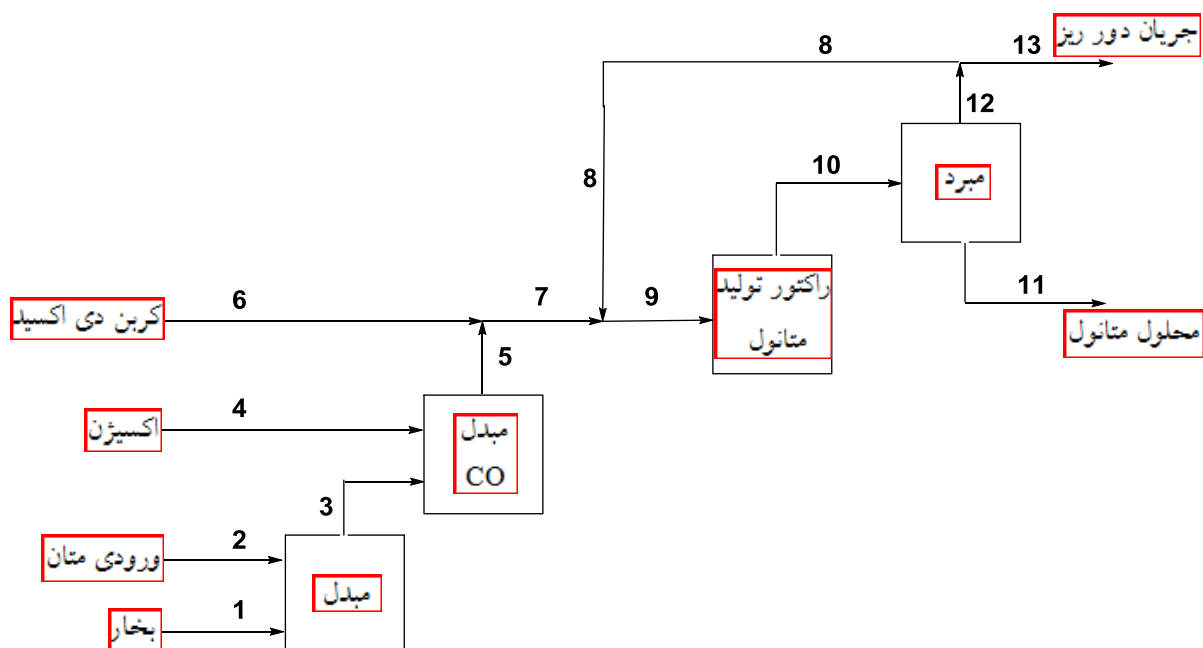 8
13
جریان دور ریز
12
10
8
مبرد
11
محلول متانول
9
راکتور تولید
متانول
7
6
کربن دی اکسید
5
4
اکسیژن
مبدل
CO
3
2
ورودی متان
مبدل
1
بخار